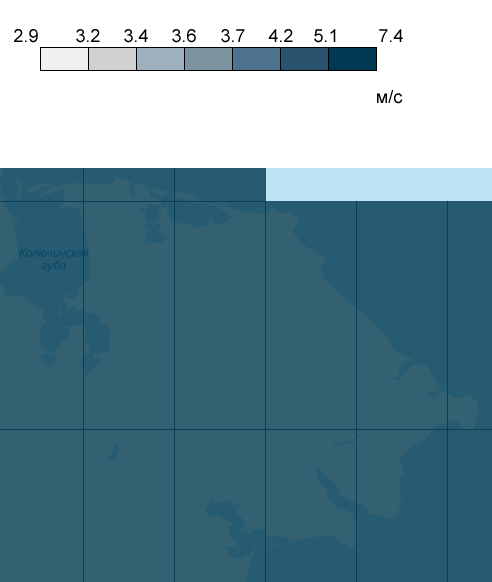 2.9 3.2 3.4 3.6 3.7 4.2 5.1 7.4
м/с
Колючинская
губа